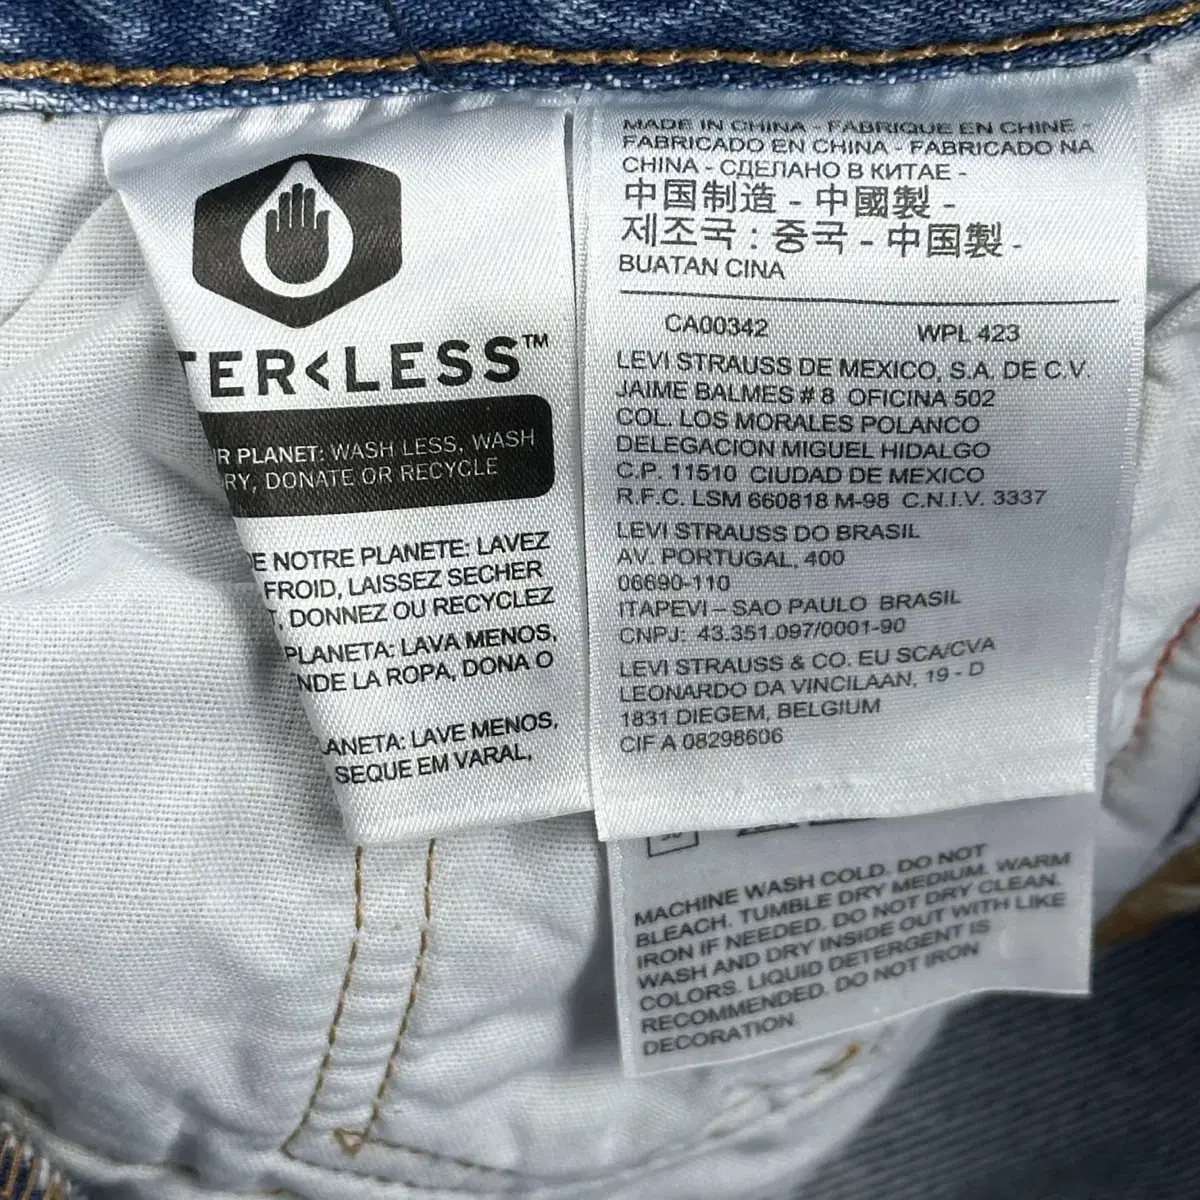 TER<LESS™
R PLANET: WASH LESS, WASH
RY, DONATE OR RECYCLE
E NOTRE PLANETE: LAVEZ
FROID, LAISSEZ SECHER
T, DONNEZ OU RECYCLEZ
PLANETA: LAVA MENOS,
NDE LA ROPA, DONA O
ANETA: LAVE MENOS,
SEQUE EM VARAL,
MADE IN CHINA - FABRIQUE EN CHINE -
FABRICADO EN CHINA - FABRICADO NA
CHINA - СДЕЛАНО В КИТАЕ -
中国制造 - 中國製 -
제조국 : 중국 - 中国製 -
BUATAN CINA
CA00342 WPL 423
LEVI STRAUSS DE MEXICO, S.A. DE C.V.
JAIME BALMES # 8 OFICINA 502
COL. LOS MORALES POLANCO
DELEGACION MIGUEL HIDALGO
C.P. 11510 CIUDAD DE MEXICO
R.F.C. LSM 660818 M-98 C.N.I.V. 3337
LEVI STRAUSS DO BRASIL
AV. PORTUGAL, 400
06690-110
ITAPEVI – SAO PAULO BRASIL
CNPJ: 43.351.097/0001-90
LEVI STRAUSS & CO. EU SCA/CVA
LEONARDO DA VINCILAAN, 19 - D
1831 DIEGEM, BELGIUM
CIF A 08298606
MACHINE WASH COLD. DO NOT
BLEACH. TUMBLE DRY MEDIUM. WARM
IRON IF NEEDED. DO NOT DRY CLEAN.
WASH AND DRY INSIDE OUT WITH LIKE
COLORS. LIQUID DETERGENT IS
RECOMMENDED. DO NOT IRON
DECORATION.